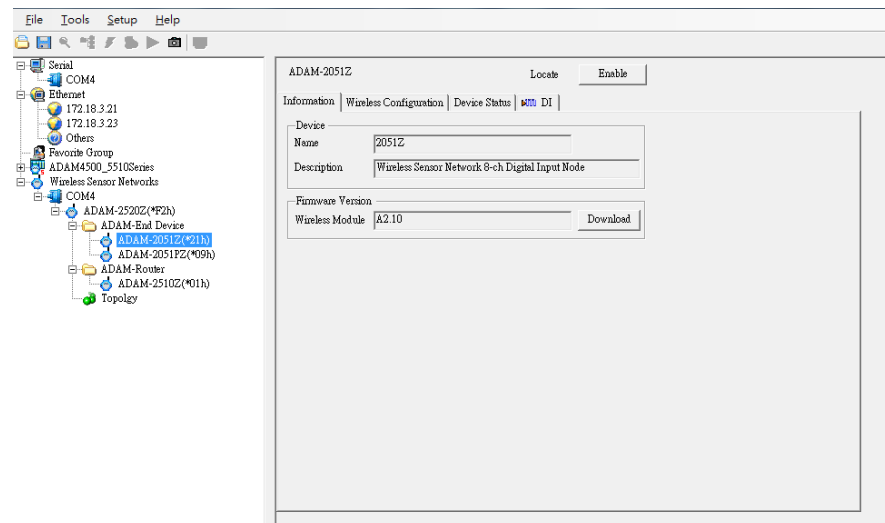 File Tools Setup Help
Serial
COM4
Ethernet
172.18.3.21
172.18.3.23
Others
Favorite Group
ADAM4500_5510Series
Wireless Sensor Networks
COM4
ADAM-2520Z(*F2h)
ADAM-End Device
ADAM-2051Z(*21h)
ADAM-2051PZ(*09h)
ADAM-Router
ADAM-2510Z(*01h)
Topolgy
ADAM-2051Z Locate Enable
Information Wireless Configuration Device Status DI
Device
Name 2051Z
Description Wireless Sensor Network 8-ch Digital Input Node
Firmware Version
Wireless Module A2.10 Download